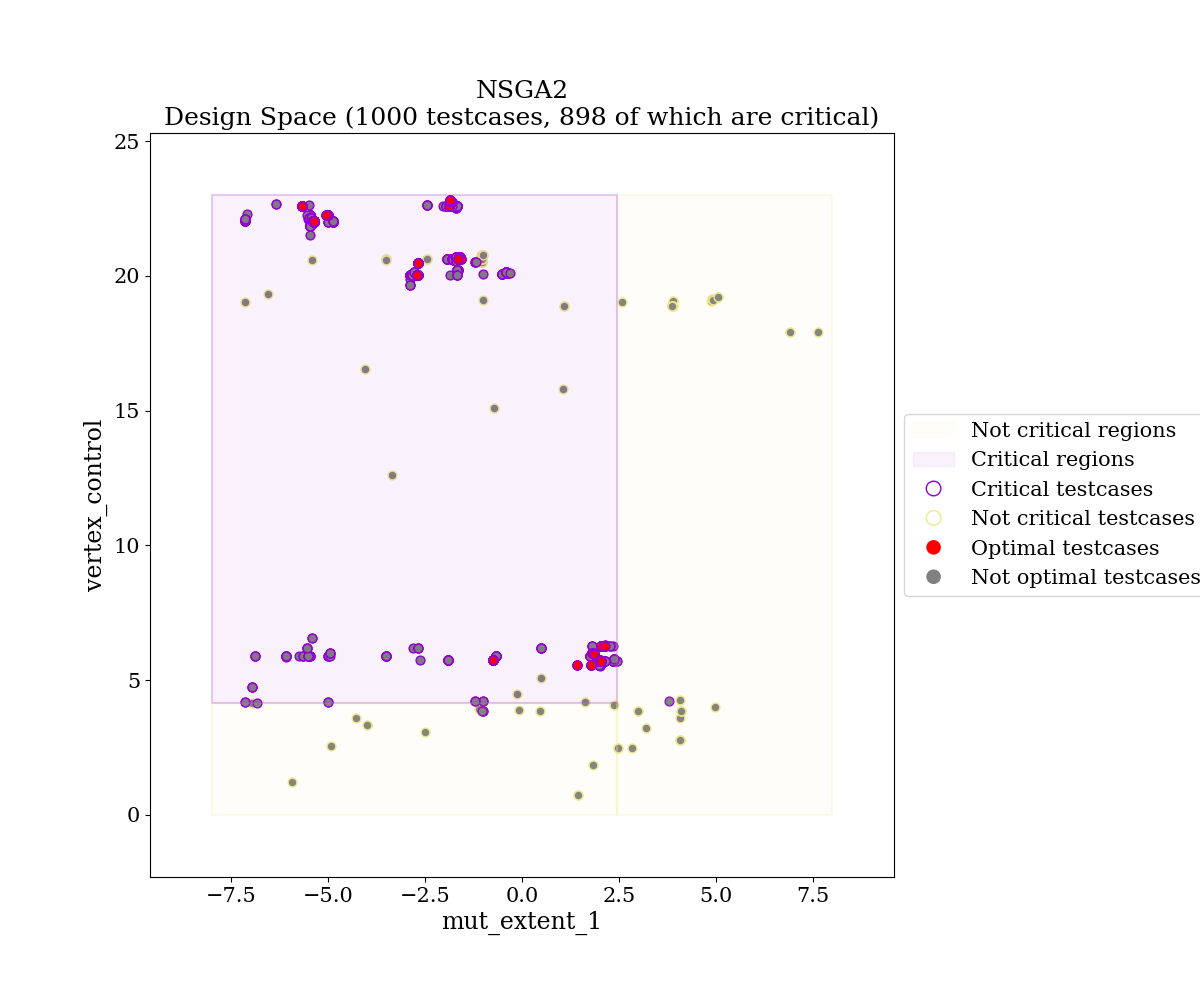 NSGA2
Design Space (1000 testcases, 898 of which are critical)
25
20
15
10
5
0
vertex_control
−7.5
−5.0
−2.5
0.0
2.5
5.0
7.5
mut_extent_1
Not critical regions
Critical regions
Critical testcases
Not critical testcases
Optimal testcases
Not optimal testcases